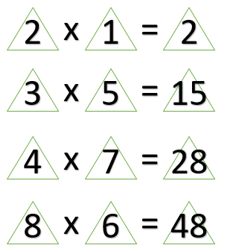 2 x 1 = 2
3 x 5 = 15
4 x 7 = 28
8 x 6 = 48